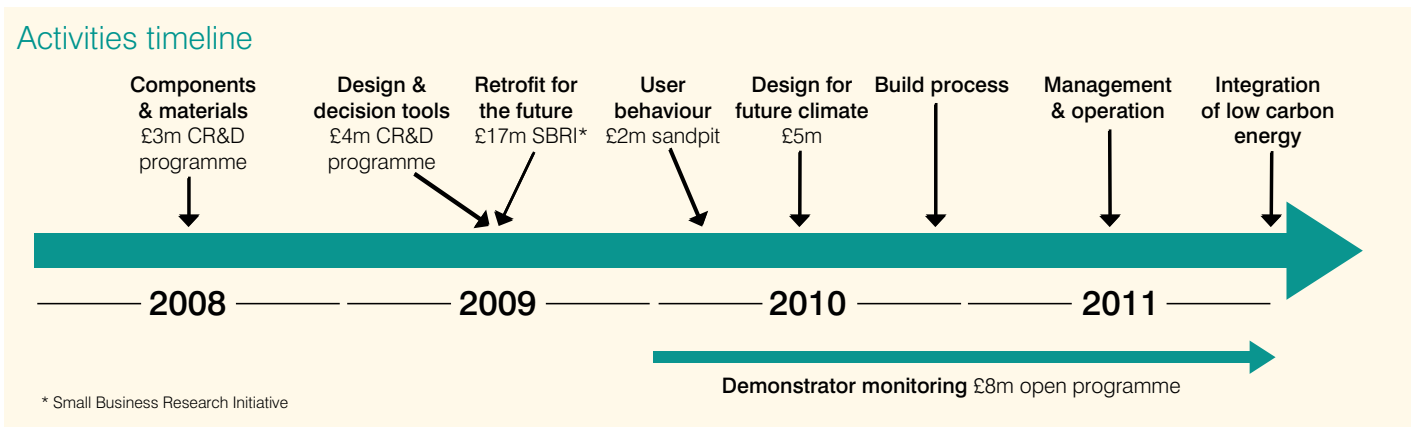 Activities timeline
Components
& materials
£3m CR&D
programme
Design &
decision tools
£4m CR&D
programme
Retrofit for
the future
£17m SBRI*
User
behaviour
£2m sandpit
Design for
future climate
£5m
Build process
Management
& operation
Integration
of low carbon
energy
2008
2009
2010
2011
Demonstrator monitoring £8m open programme
* Small Business Research Initiative